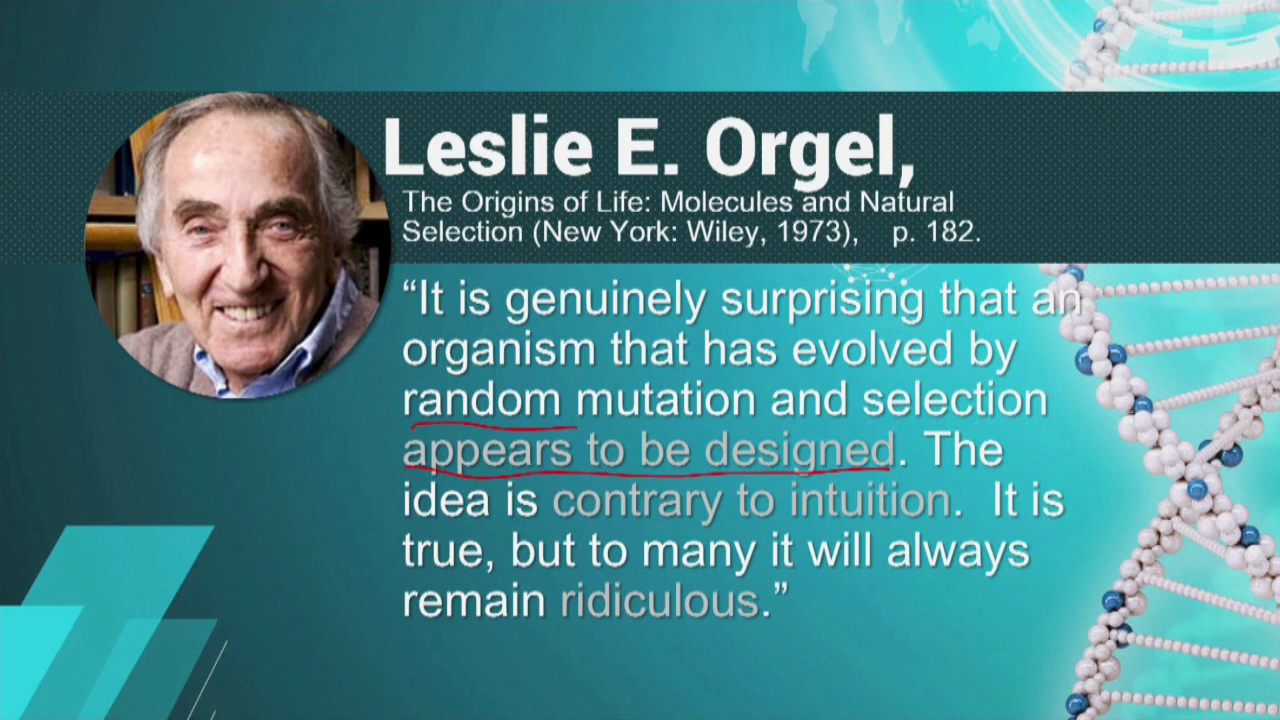 Leslie E. Orgel,
The Origins of Life: Molecules and Natural
Selection (New York: Wiley, 1973), p. 182.
“It is genuinely surprising that an
organism that has evolved by
random mutation and selection
appears to be designed. The
idea is contrary to intuition. It is
true, but to many it will always
remain ridiculous.”